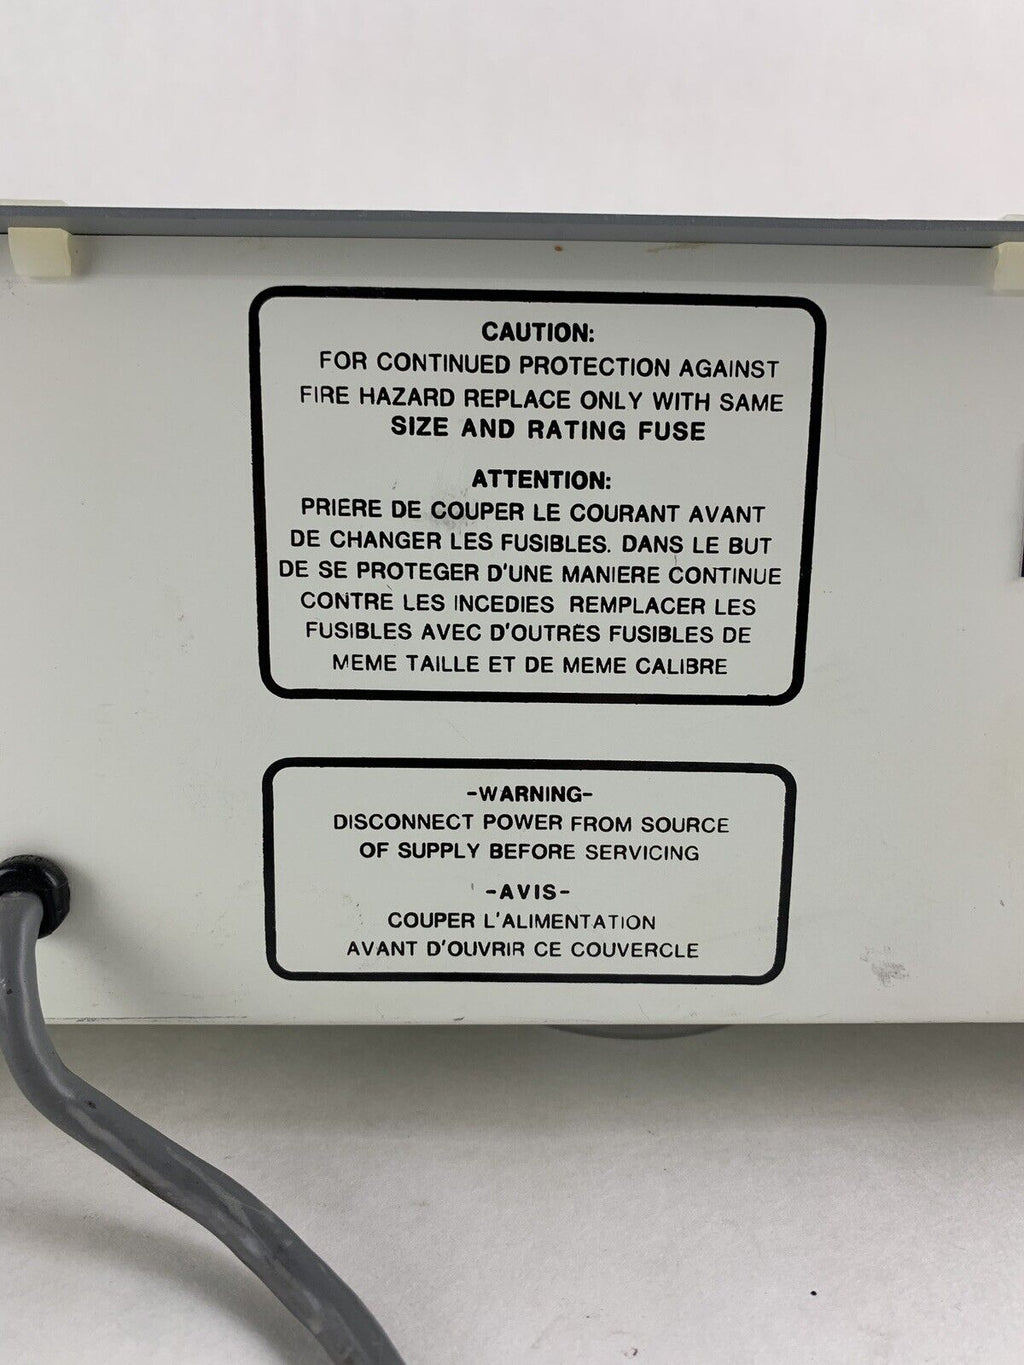 CAUTION:
FOR CONTINUED PROTECTION AGAINST
FIRE HAZARD REPLACE ONLY WITH SAME
SIZE AND RATING FUSE
ATTENTION:
PRIERE DE COUPER LE COURANT AVANT
DE CHANGER LES FUSIBLES. DANS LE BUT
DE SE PROTEGER D'UNE MANIERE CONTINUE
CONTRE LES INCEDIES REMPLACER LES
FUSIBLES AVEC D'OUTRES FUSIBLES DE
MEME TAILLE ET DE MEME CALIBRE
-WARNING-
DISCONNECT POWER FROM SOURCE
OF SUPPLY BEFORE SERVICING
-AVIS-
COUPER L'ALIMENTATION
AVANT D'OUVRIR CE COUVERCLE